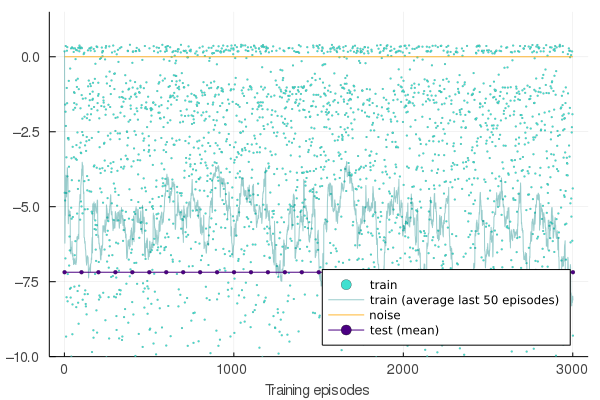 0.0
−2.5
−5.0
−7.5
−10.0
0
1000
2000
3000
Training episodes
train
train (average last 50 episodes)
noise
test (mean)